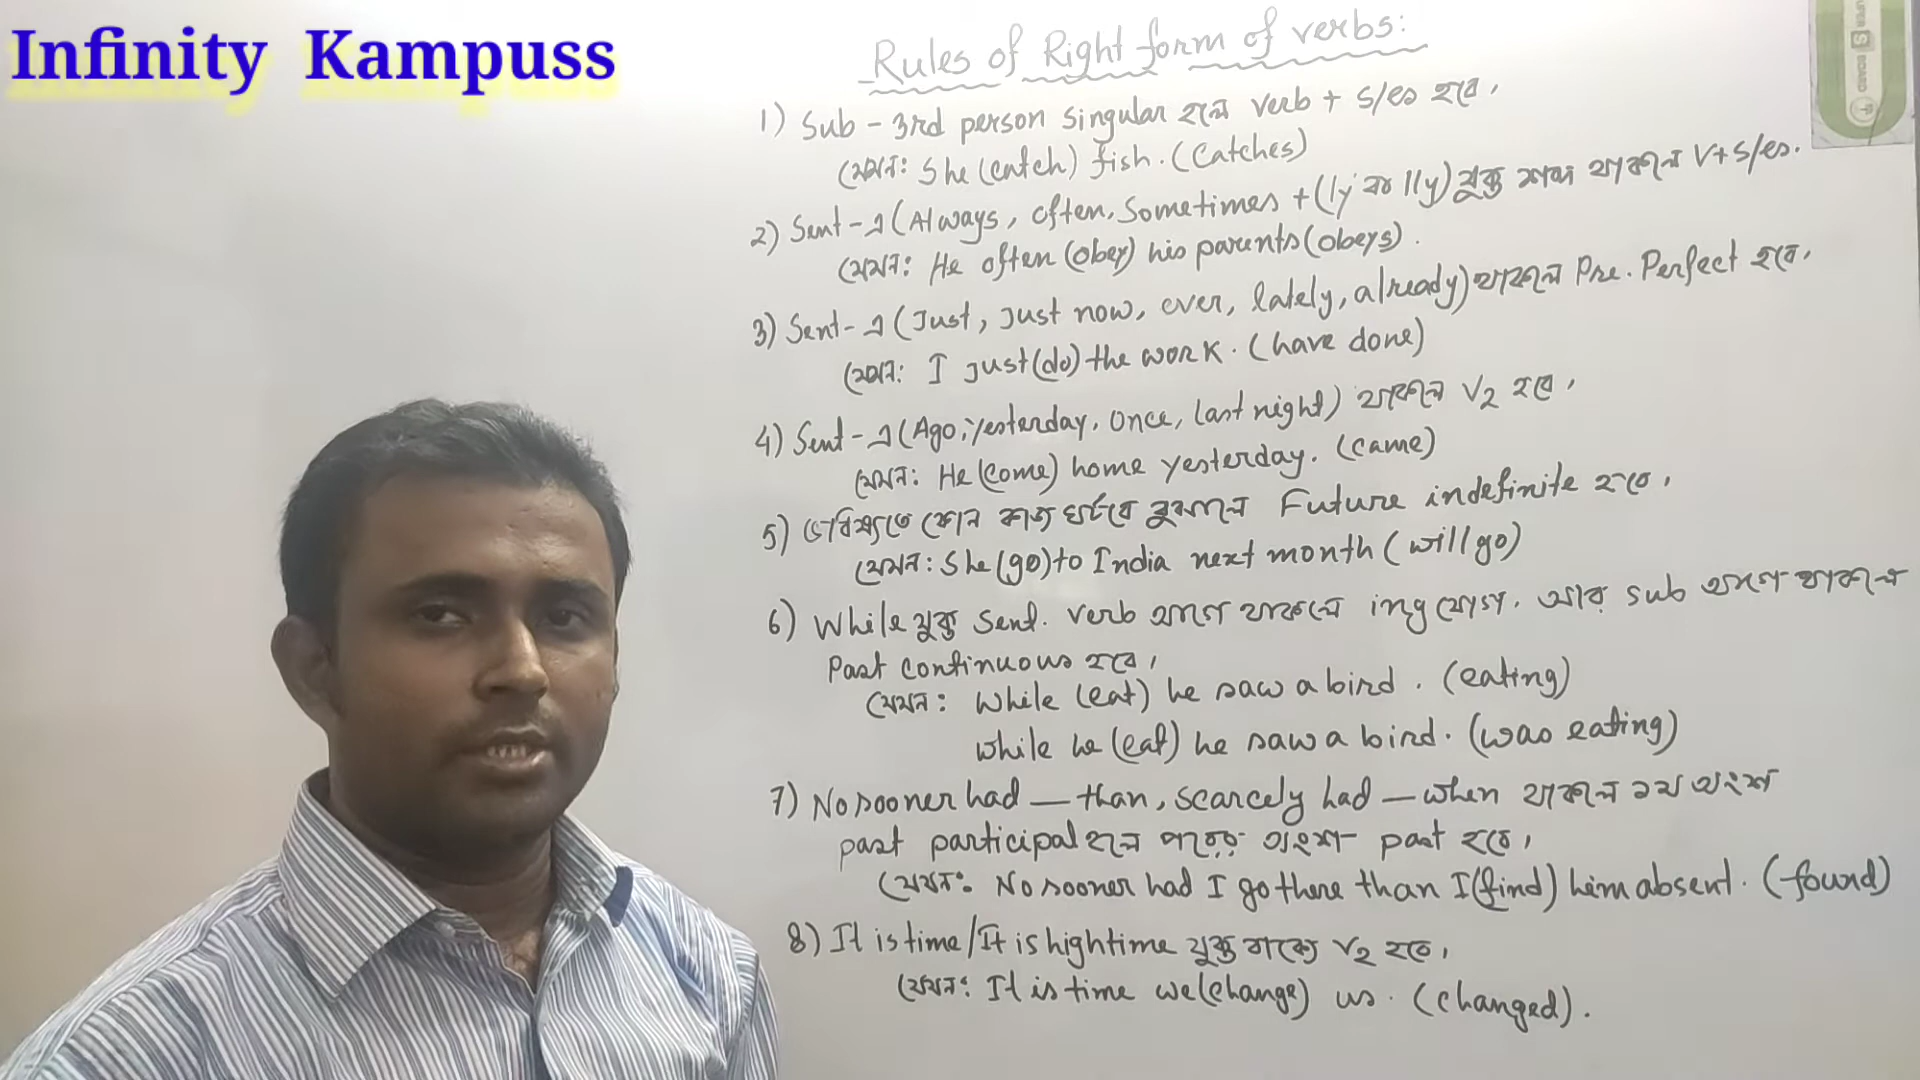 Infinity Kampuss
Rules of Right form of verbs:
1) Sub - 3rd person singular হলে verb + s/es হবে,
যেমন: She (catch) fish. (catches)
2) Sent-এ (Always, often, sometimes + (ly বা lly) যুক্ত শব্দ থাকলে V+s/es.
যেমন: He often (obey) his parents (obeys).
3) Sent-এ (Just, just now, ever, lately, already) থাকলে Pre. Perfect হবে,
যেমন: I just (do) the work. (have done)
4) Sent-এ (Ago, yesterday, once, last night) থাকলে V2 হবে,
যেমন: He (come) home yesterday. (came)
5) ভবিষ্যতে কোন কাজ ঘটবে বুঝালে Future indefinite হবে,
যেমন: She (go) to India next month (will go)
6) While যুক্ত sent. verb আগে থাকলে ing যোগ, আর sub আগে থাকলে
past continuous হবে,
যেমন: While (eat) he saw a bird. (eating)
while he (eat) he saw a bird. (was eating)
7) No sooner had — than, scarcely had — when থাকলে ১ম অংশ
past participal হলে পরের অংশ past হবে,
যেমন: No sooner had I go there than I (find) him absent. (found)
8) It is time/It is hightime যুক্ত বাক্যে V2 হবে,
যেমন: It is time we (change) us. (changed).